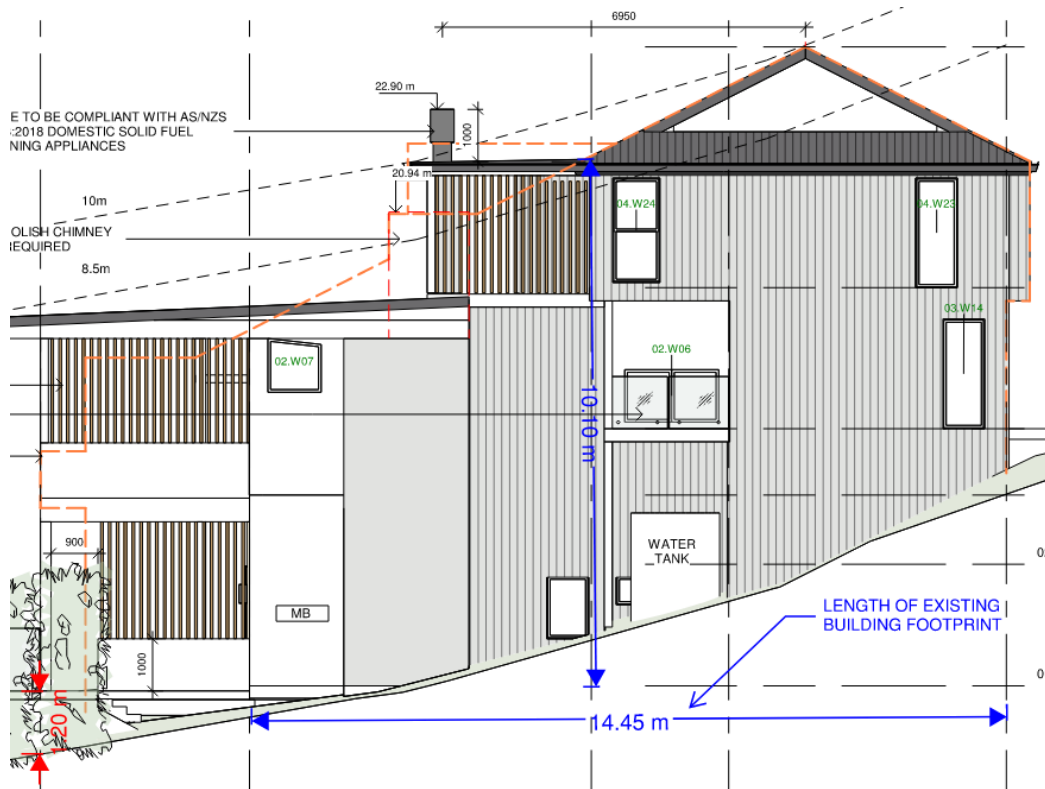 6950
22.90 m
1000
E TO BE COMPLIANT WITH AS/NZS
:2018 DOMESTIC SOLID FUEL
NING APPLIANCES
20.94 m
10m
OLISH CHIMNEY
REQUIRED
8.5m
04.W24
04.W23
03.W14
02.W07
02.W06
10.10 m
900
WATER
TANK
MB
LENGTH OF EXISTING
BUILDING FOOTPRINT
1000
14.45 m
1.20 m